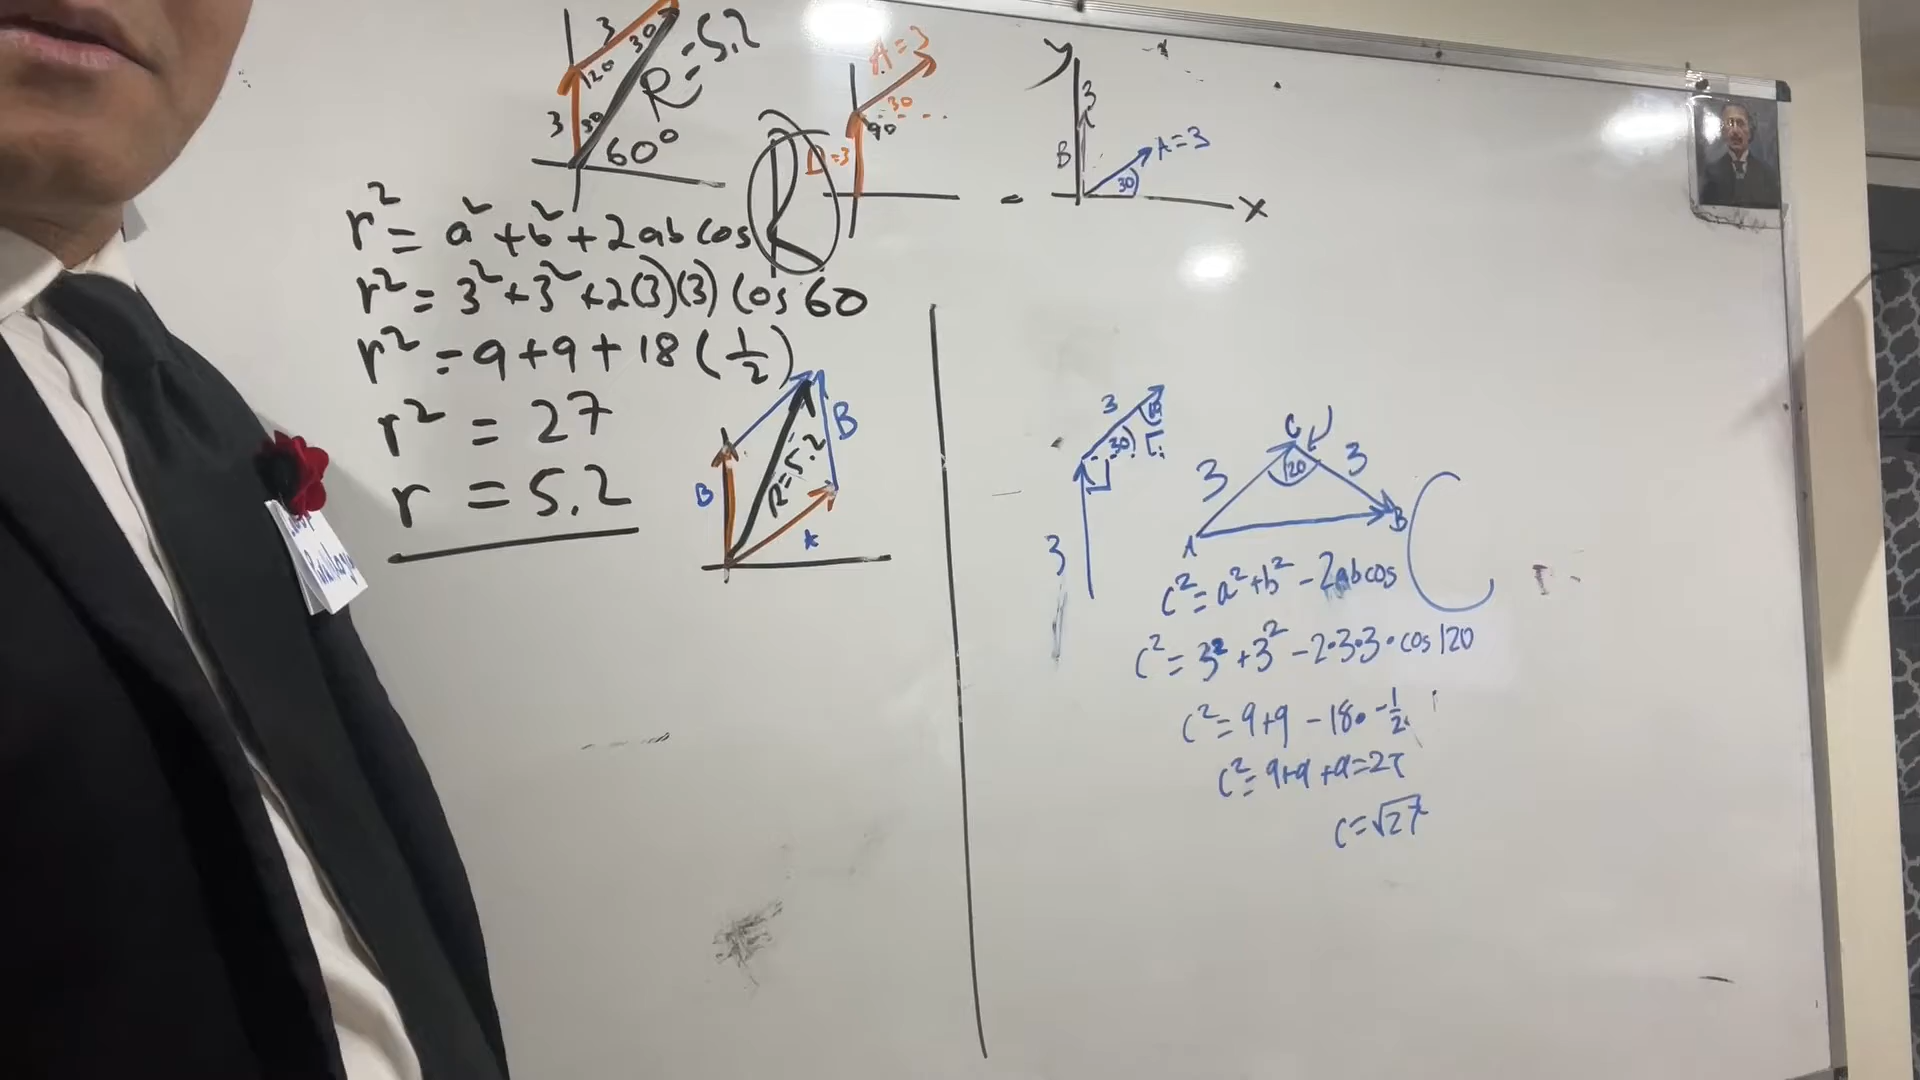 3
30
120
3
30
60°
R=5.2
A=3
30
90
=3
y
3
B
A=3
30
x
r²= a²+b²+2ab cos R
r²= 3²+3²+2(3)(3) cos 60
r² = 9+9+18 (1/2)
r² = 27
r = 5.2
B
B
R=5.2
A
3
30
3
C
3
120
3
A
B
c²= a²+b² - 2abcos C
c²= 3²+3² - 2·3·3·cos 120
c²= 9+9 - 18· -1/2
c²= 9+9+9=27
c=√27